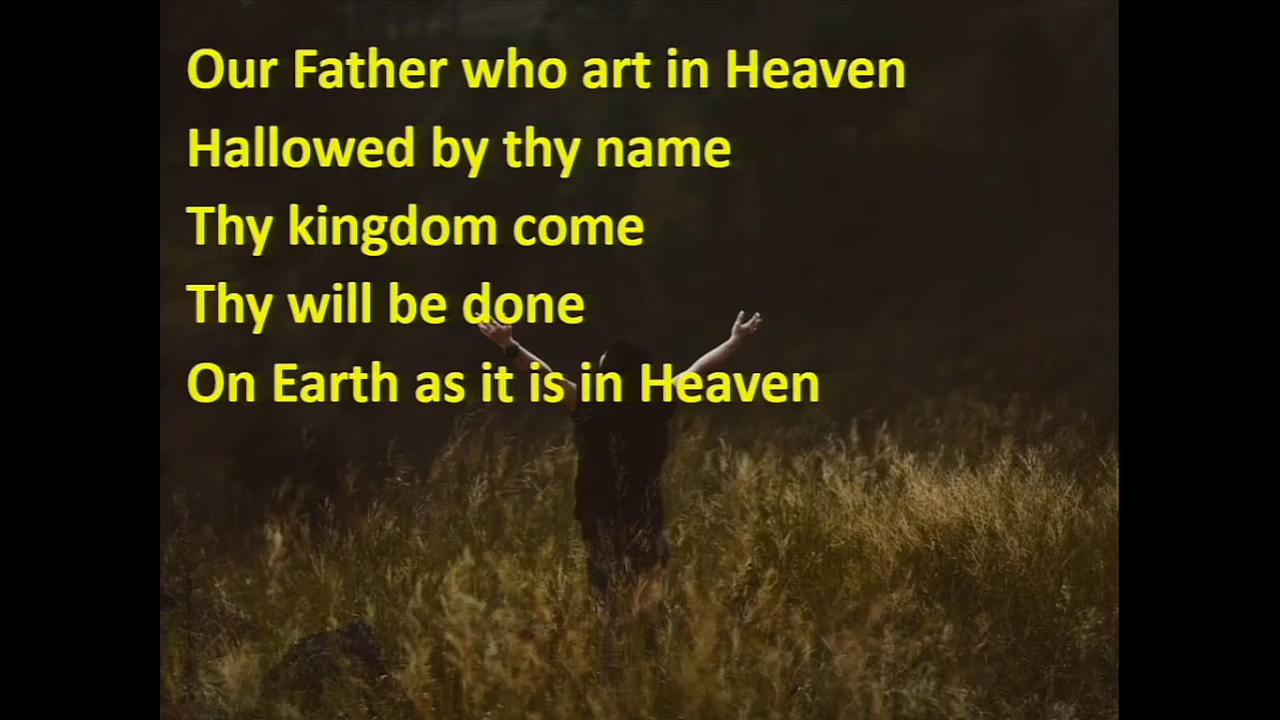 Our Father who art in Heaven
Hallowed by thy name
Thy kingdom come
Thy will be done
On Earth as it is in Heaven